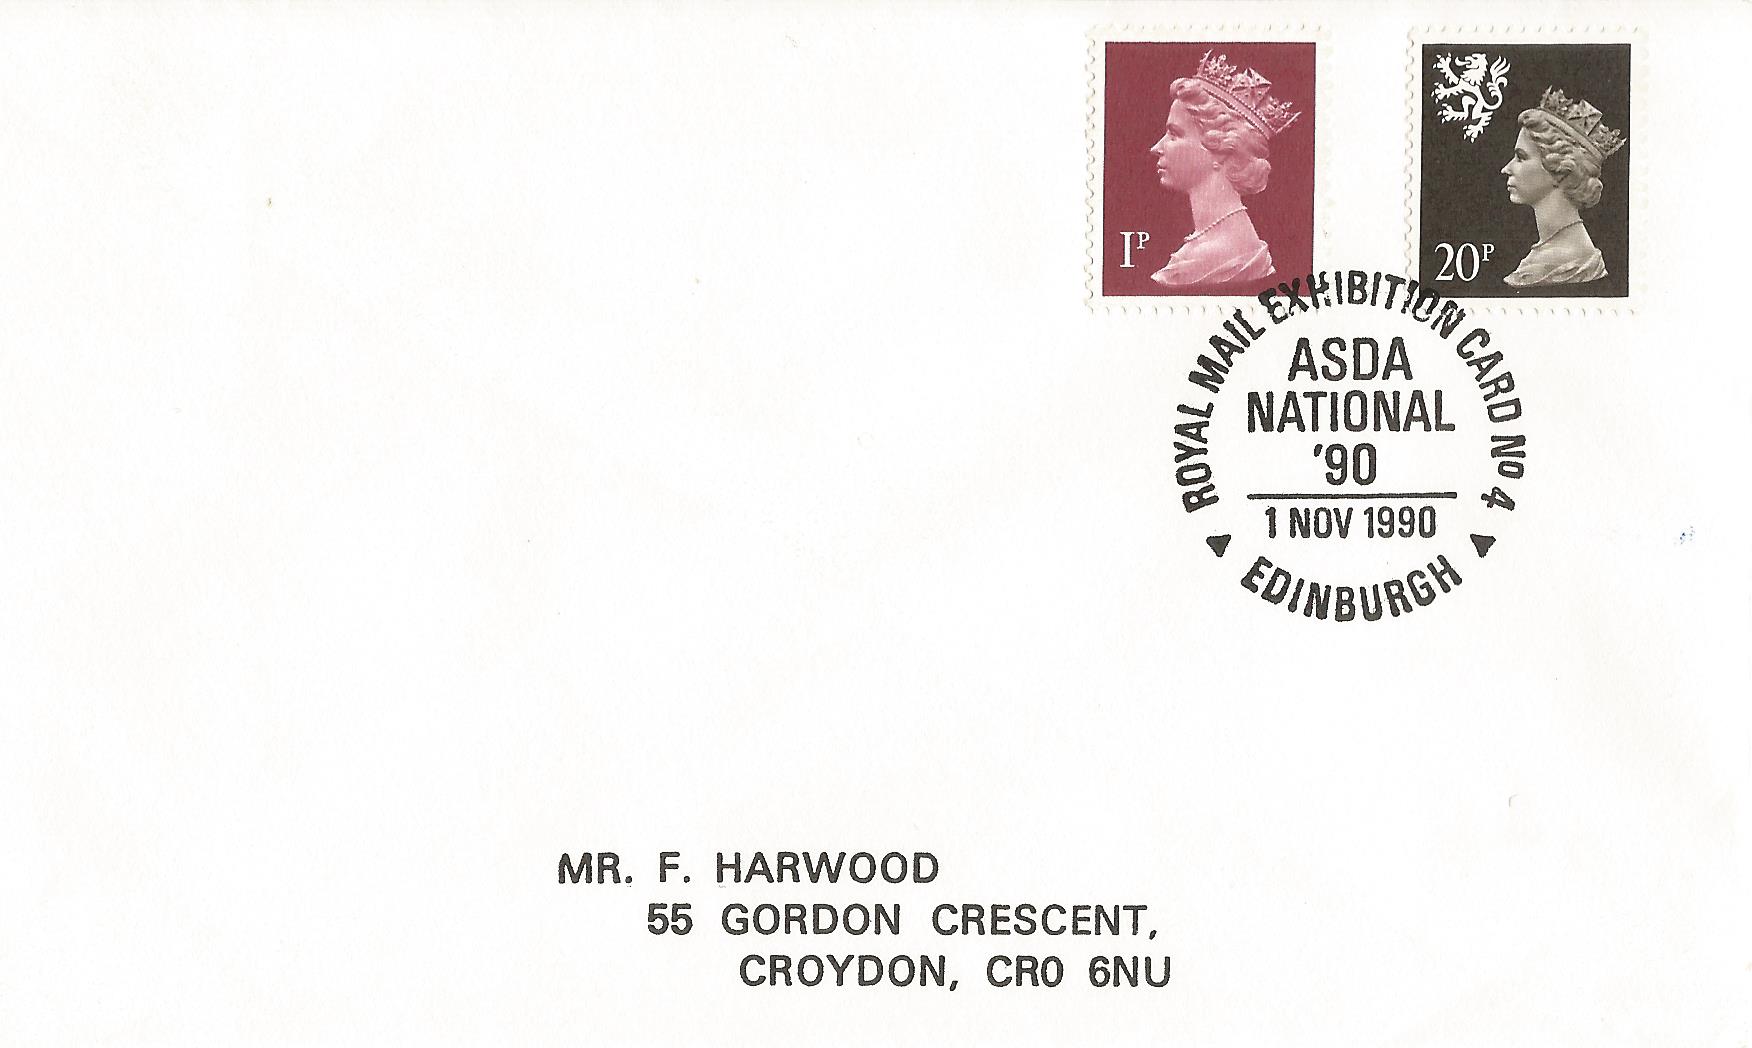 1P
20P
ROYAL MAIL EXHIBITION CARD No 4
ASDA
NATIONAL
'90
1 NOV 1990
EDINBURGH
MR. F. HARWOOD
55 GORDON CRESCENT,
CROYDON, CR0 6NU